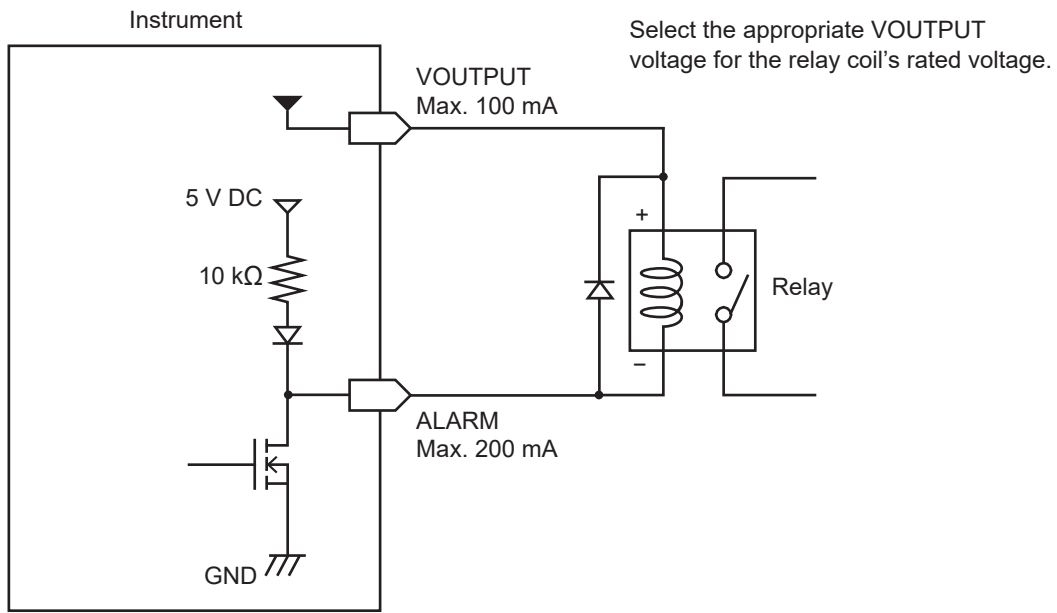 Instrument
Select the appropriate VOUTPUT
voltage for the relay coil's rated voltage.
VOUTPUT
Max. 100 mA
5 V DC
+
10 kΩ
Relay
−
ALARM
Max. 200 mA
GND